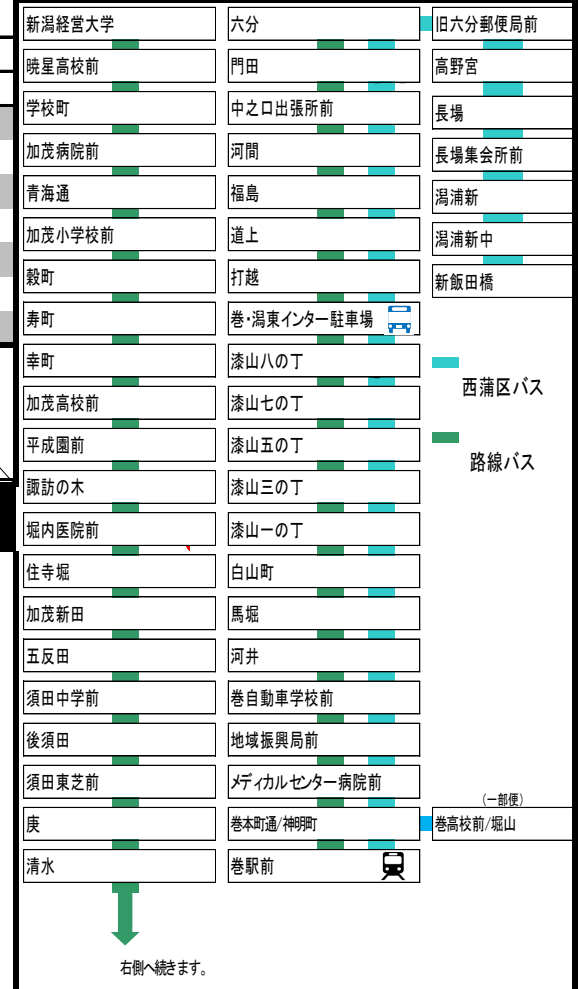 新潟経営大学
暁星高校前
学校町
加茂病院前
青海通
加茂小学校前
穀町
寿町
幸町
加茂高校前
平成園前
諏訪の木
堀内医院前
住寺堀
加茂新田
五反田
須田中学前
後須田
須田東芝前
庚
清水
右側へ続きます。
六分
門田
中之口出張所前
河間
福島
道上
打越
巻・潟東インター駐車場
漆山八の丁
漆山七の丁
漆山五の丁
漆山三の丁
漆山一の丁
白山町
馬堀
河井
巻自動車学校前
地域振興局前
メディカルセンター病院前
巻本町通/神明町
巻駅前
旧六分郵便局前
高野宮
長場
長場集会所前
潟浦新
潟浦新中
新飯田橋
西蒲区バス
路線バス
(一部便)
巻高校前/堀山